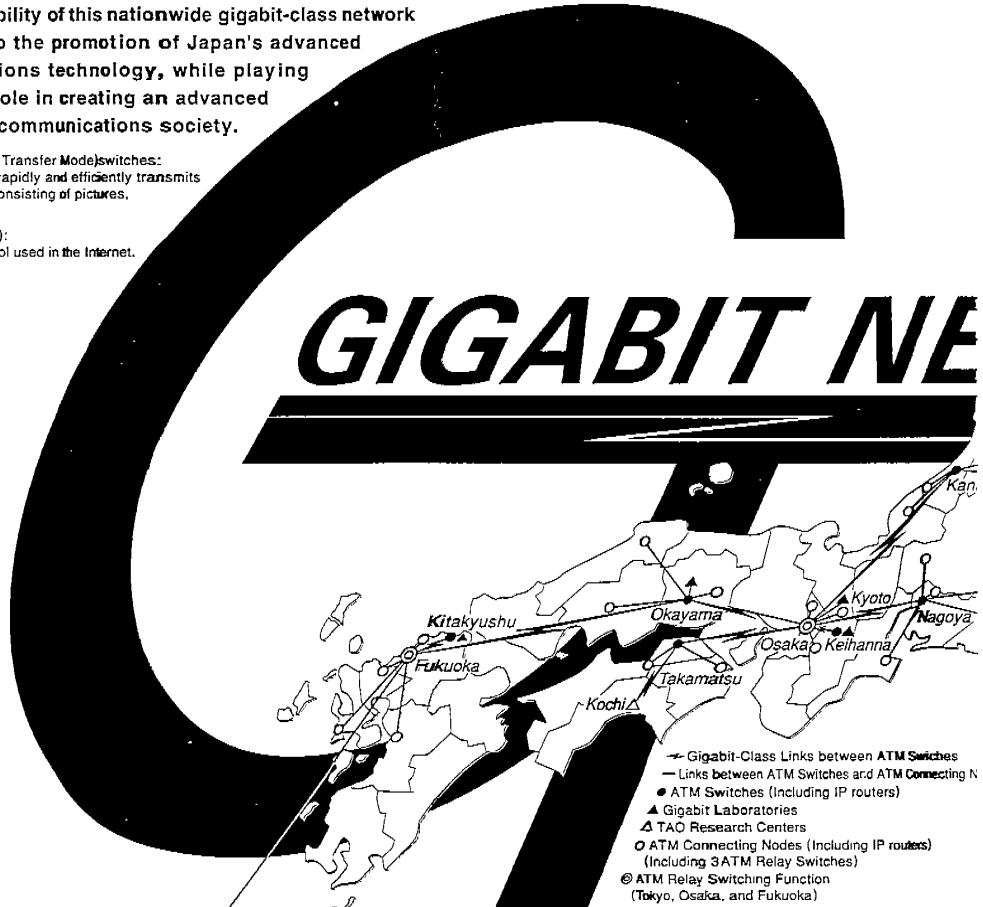 bility of this nationwide gigabit-class network
o the promotion of Japan's advanced
ions technology, while playing
ole in creating an advanced
communications society.
Transfer Mode)switches:
apidly and efficiently transmits
onsisting of pictures,
):
ol used in the Internet.
GIGABIT NE
Kan
Kyoto
Okayama
Nagoya
Kitakyushu
Osaka
Keihanna
Fukuoka
Takamatsu
Kochi
Gigabit-Class Links between ATM Swiches
Links between ATM Switches and ATM Connecting N
ATM Switches (Including IP routers)
Gigabit Laboratories
TAO Research Centers
ATM Connecting Nodes (Including IP routers)
(Including 3ATM Relay Switches)
ATM Relay Switching Function
(Tokyo, Osaka, and Fukuoka)